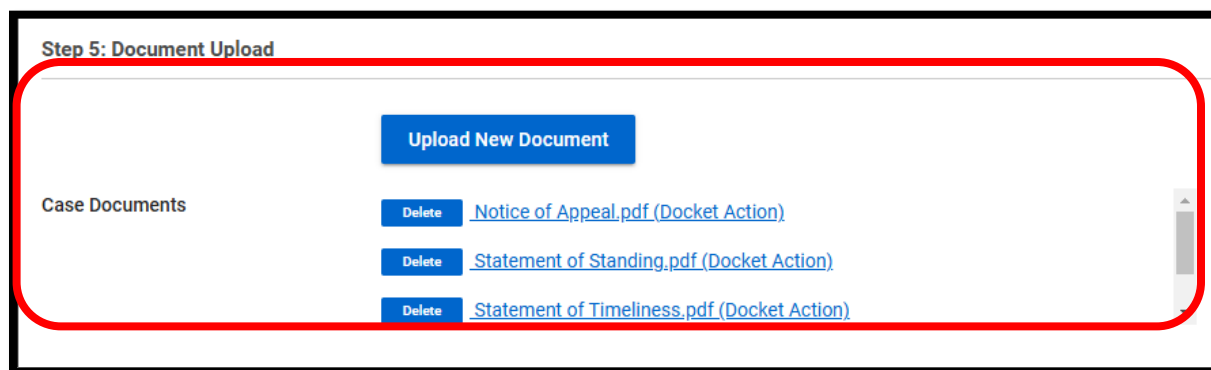 Step 5: Document Upload
Upload New Document
Case Documents
Delete Notice of Appeal.pdf (Docket Action)
Delete Statement of Standing.pdf (Docket Action)
Delete Statement of Timeliness.pdf (Docket Action)